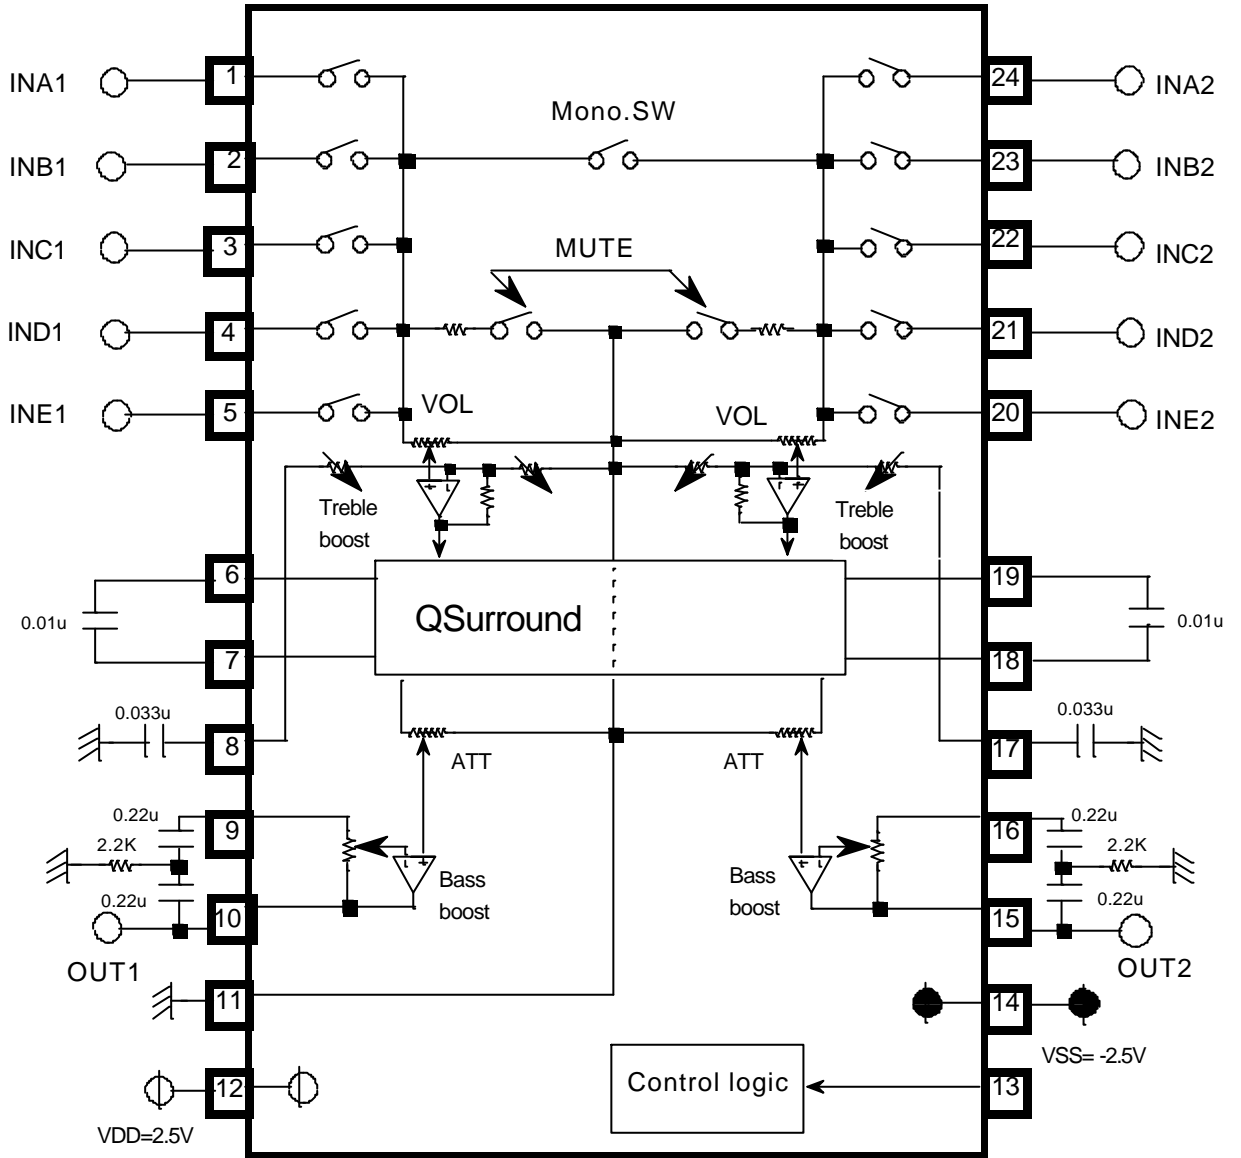 INA1 1 24 INA2
Mono.SW
INB1 2 23 INB2
INC1 3 MUTE 22 INC2
IND1 4 21 IND2
INE1 5 VOL VOL 20 INE2
Treble
boost
Treble
boost
6 19
0.01u QSurround 0.01u
7 18
0.033u 0.033u
8 ATT ATT 17
0.22u 9 16 0.22u
2.2K 2.2K
0.22u Bass
boost
Bass
boost
0.22u
10 15
OUT1 OUT2
11 14
VSS= -2.5V
12 Control logic 13
VDD=2.5V